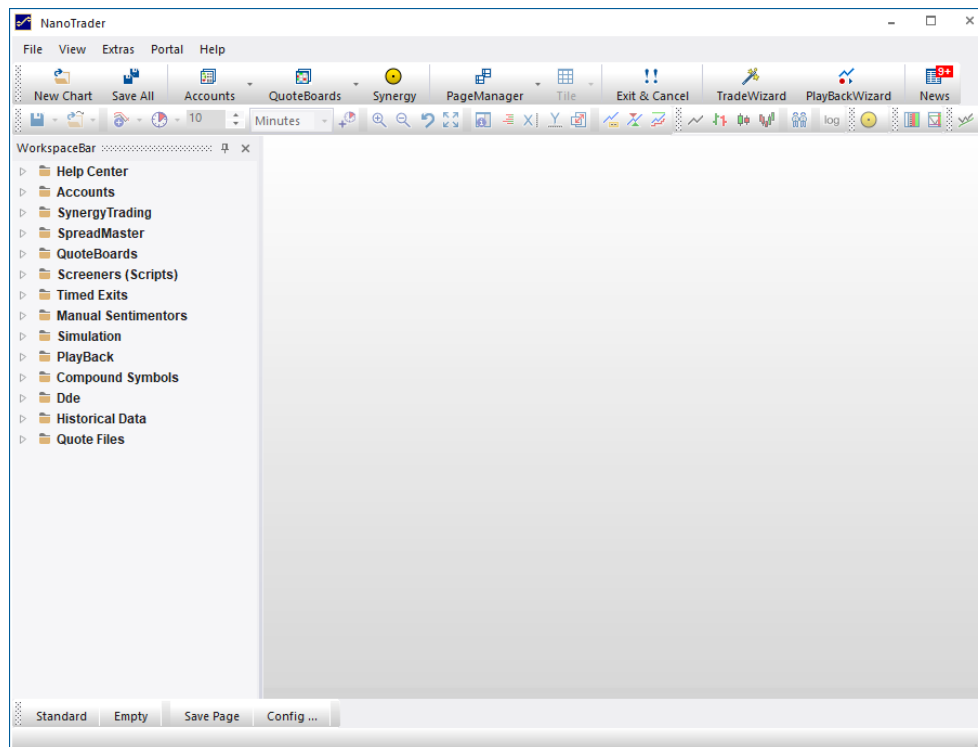 NanoTrader
File View Extras Portal Help
New Chart Save All Accounts QuoteBoards Synergy PageManager Tile Exit & Cancel TradeWizard PlayBackWizard News 9+
10 Minutes log
WorkspaceBar
Help Center
Accounts
SynergyTrading
SpreadMaster
QuoteBoards
Screeners (Scripts)
Timed Exits
Manual Sentimentors
Simulation
PlayBack
Compound Symbols
Dde
Historical Data
Quote Files
Standard Empty Save Page Config ...